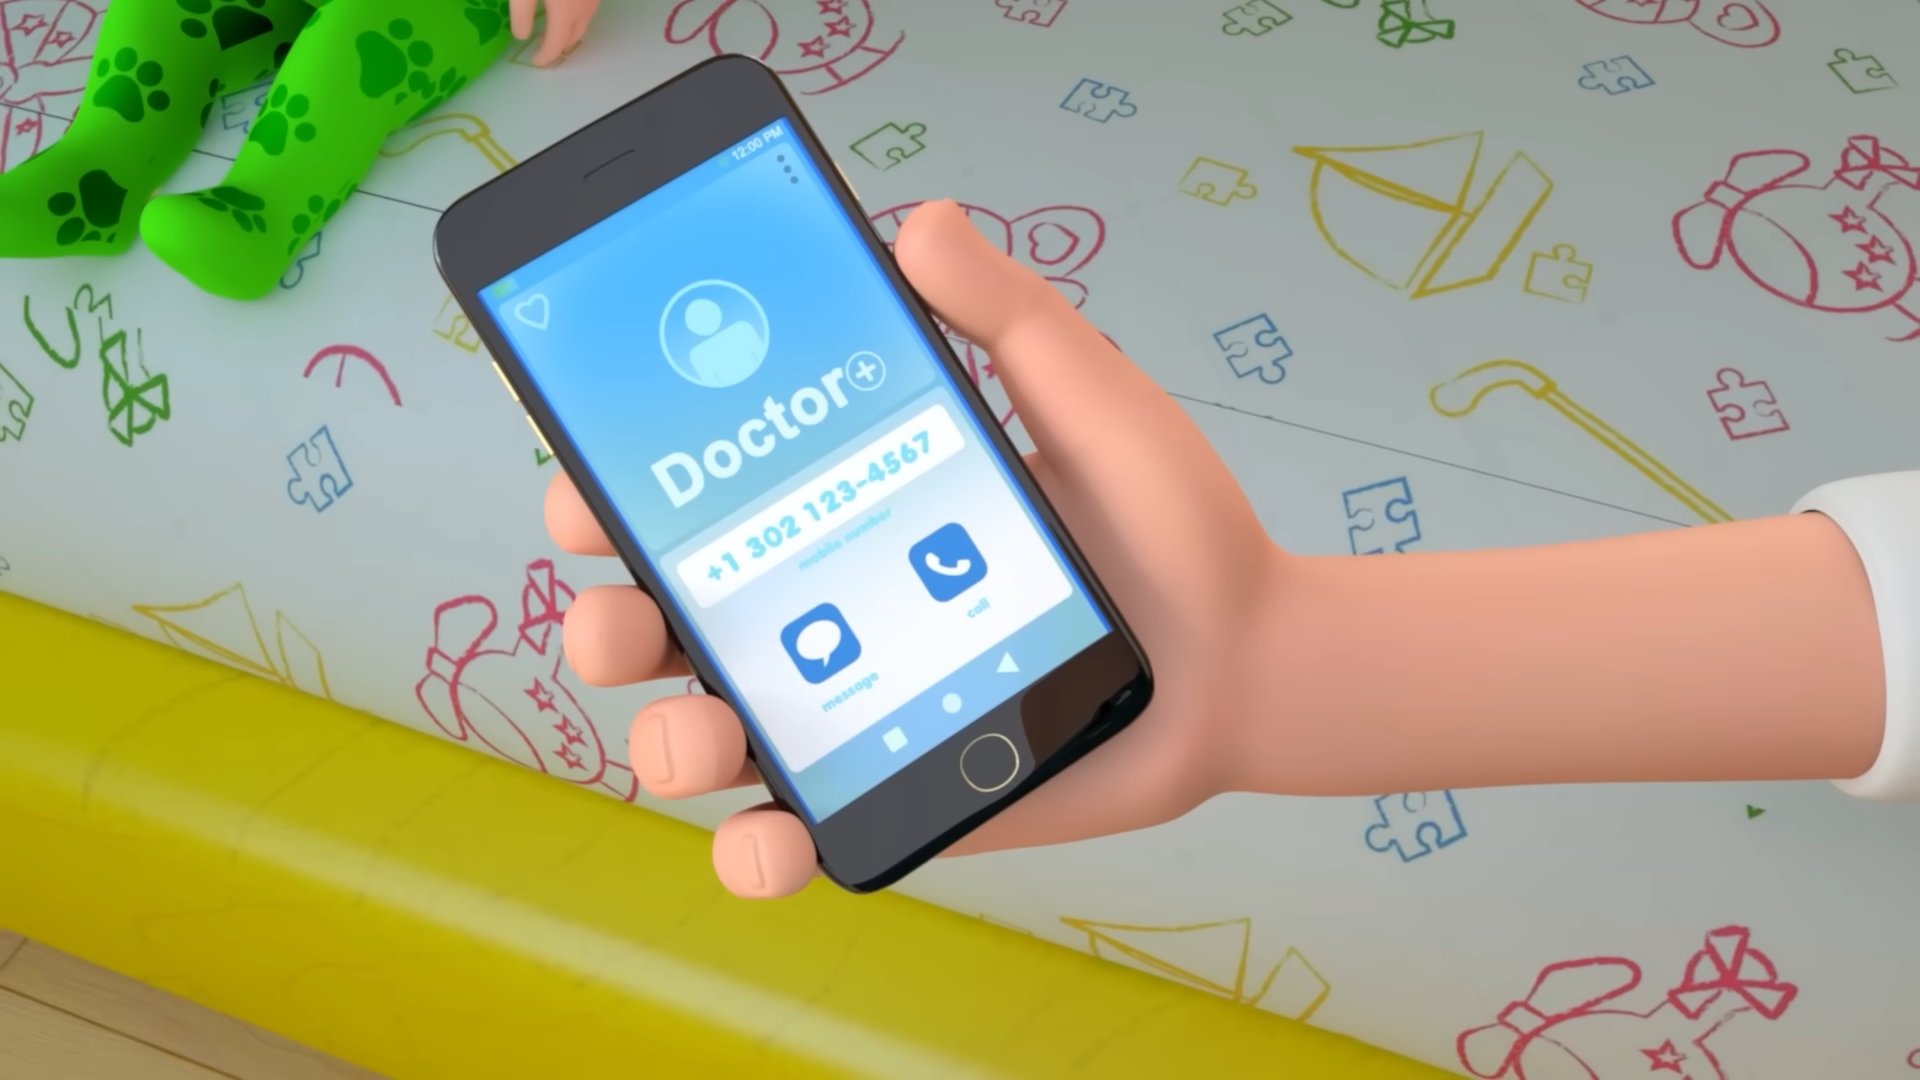 12:00 PM
Doctor
+1 302 123-4567
mobile number
message
call